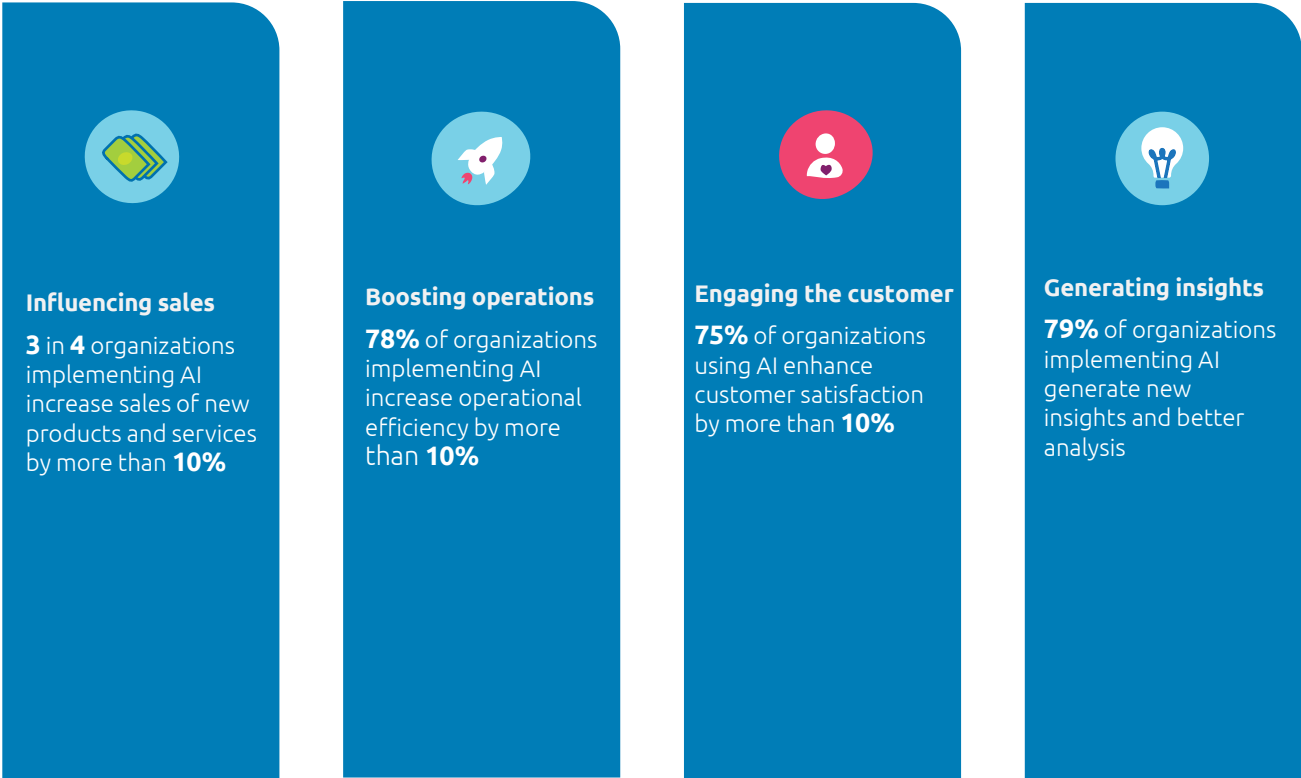 Influencing sales
3 in 4 organizations
implementing AI
increase sales of new
products and services
by more than 10%
Boosting operations
78% of organizations
implementing AI
increase operational
efficiency by more
than 10%
Engaging the customer
75% of organizations
using AI enhance
customer satisfaction
by more than 10%
Generating insights
79% of organizations
implementing AI
generate new
insights and better
analysis